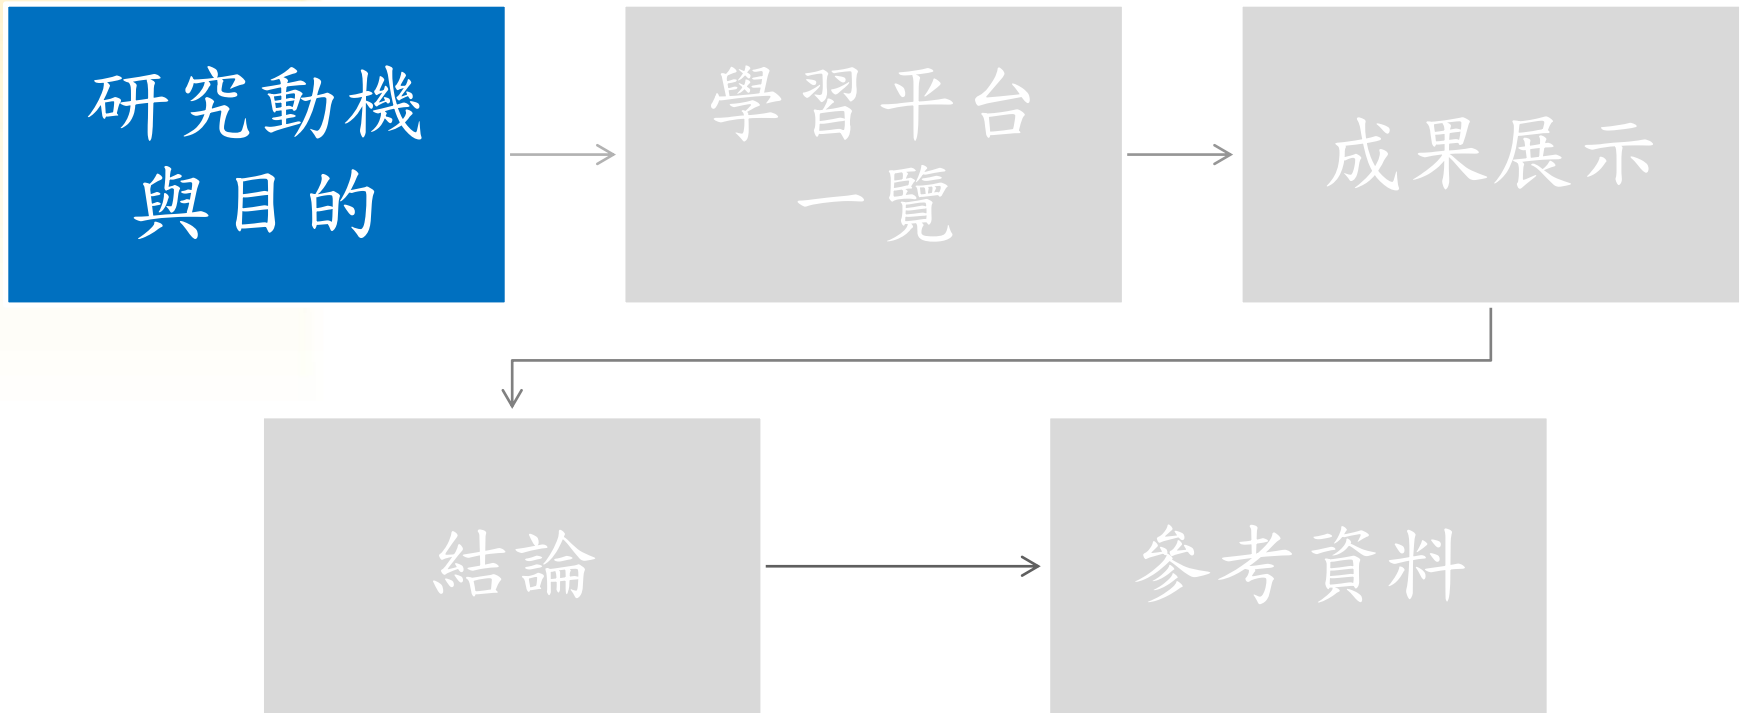 研究動機
與目的
學習平台
一覽
成果展示
結論
參考資料